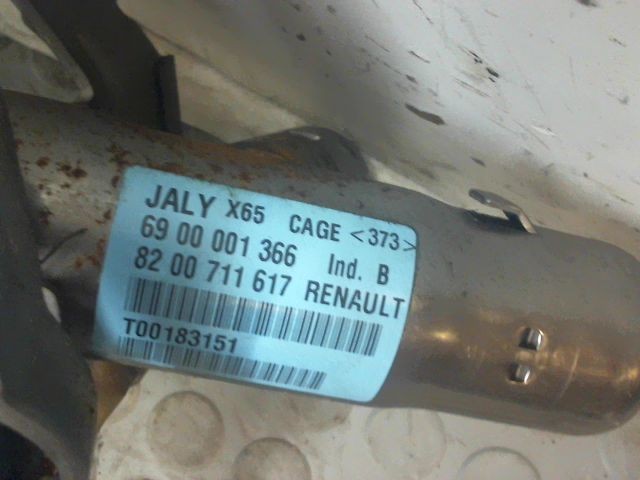 JALY X65 CAGE <373>
69 00 001 366 Ind. B
82 00 711 617 RENAULT
T00183151